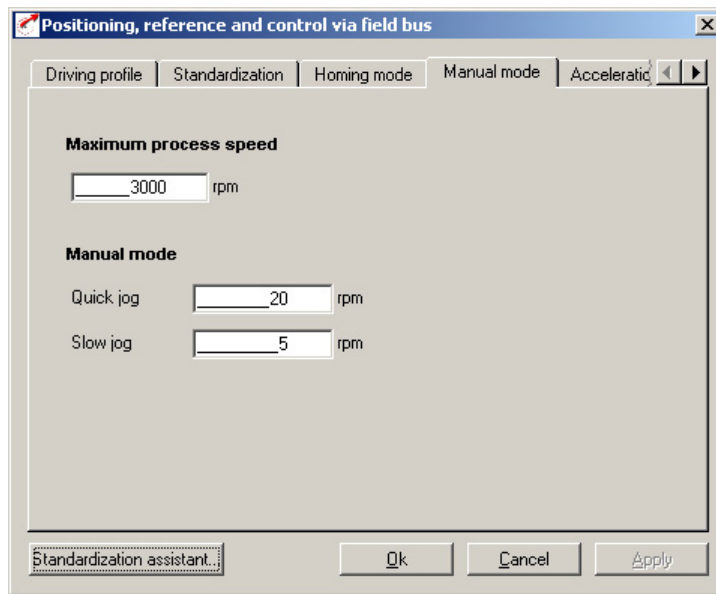 Positioning, reference and control via field bus
Driving profile Standardization Homing mode Manual mode
Maximum process speed
3000 rpm
Manual mode
Quick jog 20 rpm
Slow jog 5 rpm
Standardization assistant.. Ok Cancel Apply